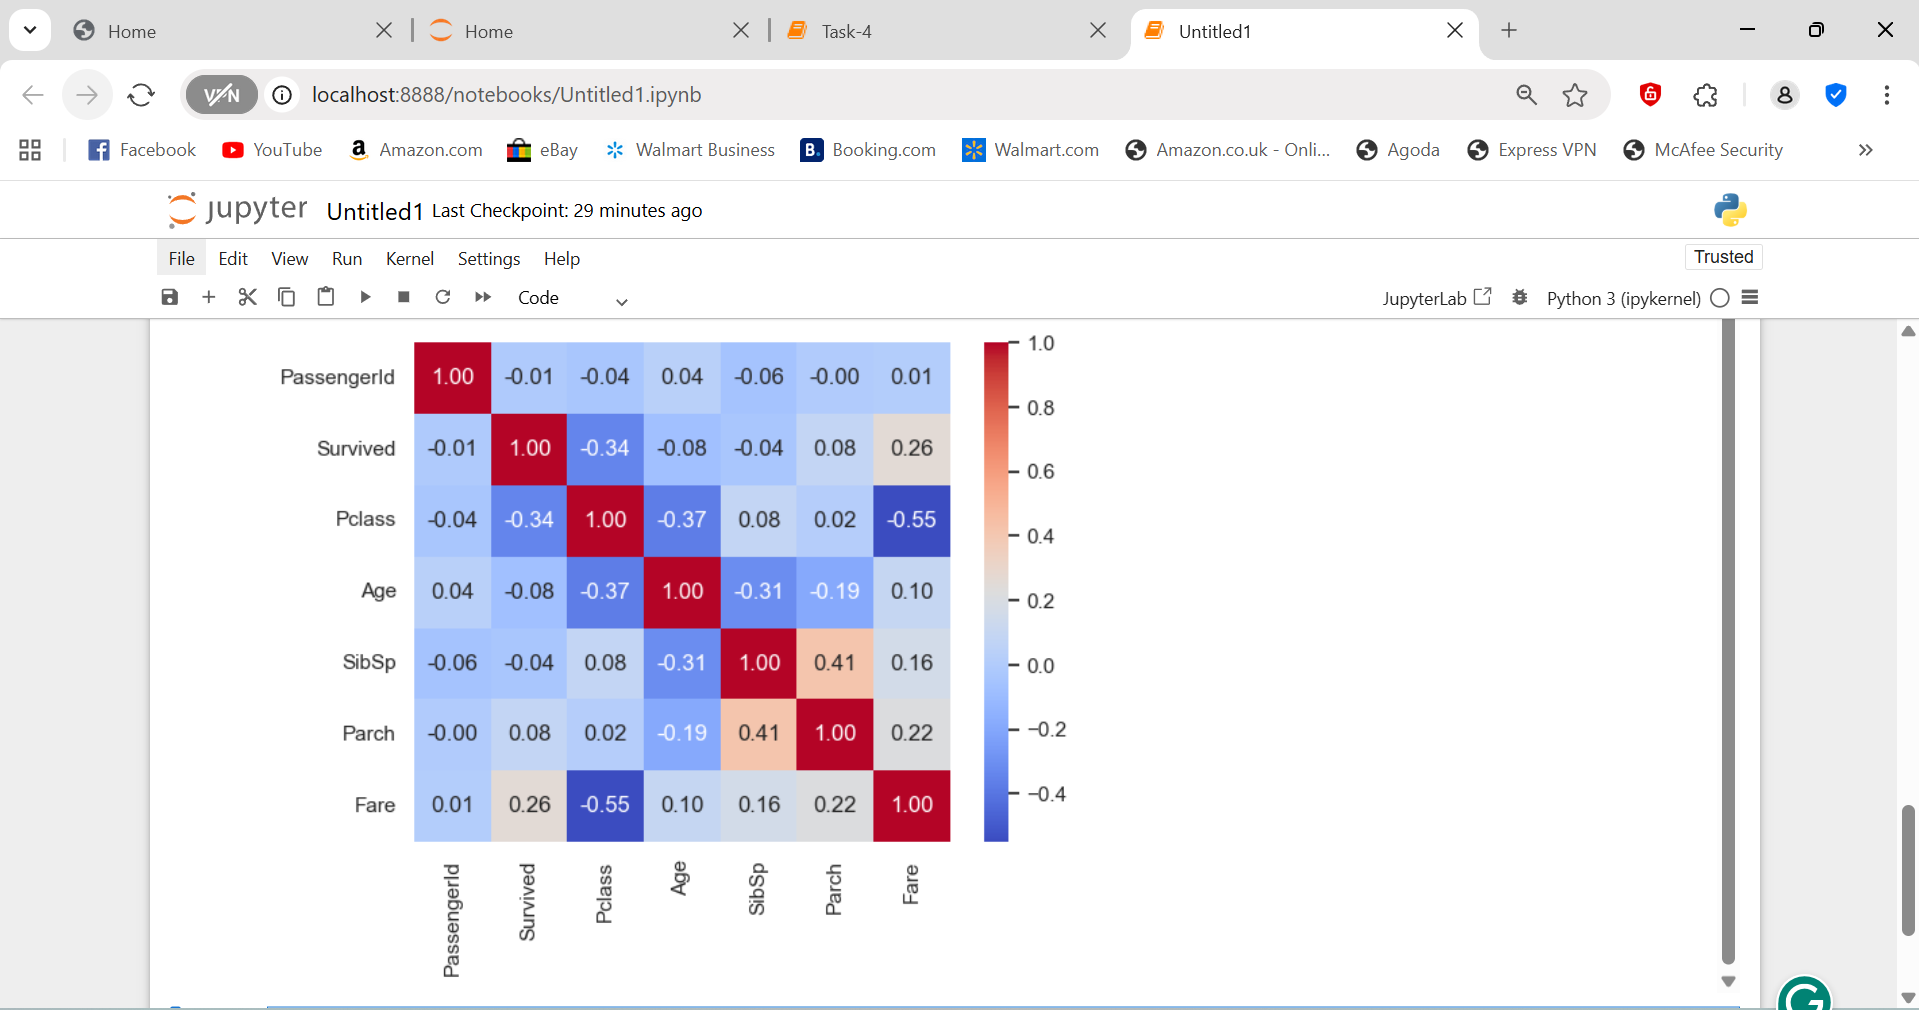 Home Home Task-4 Untitled1
VPN localhost:8888/notebooks/Untitled1.ipynb
Facebook YouTube Amazon.com eBay Walmart Business Booking.com Walmart.com Amazon.co.uk - Onli... Agoda Express VPN McAfee Security
jupyter Untitled1 Last Checkpoint: 29 minutes ago
File Edit View Run Kernel Settings Help Trusted
Code JupyterLab Python 3 (ipykernel)
PassengerId 1.00 -0.01 -0.04 0.04 -0.06 -0.00 0.01
Survived -0.01 1.00 -0.34 -0.08 -0.04 0.08 0.26
Pclass -0.04 -0.34 1.00 -0.37 0.08 0.02 -0.55
Age 0.04 -0.08 -0.37 1.00 -0.31 -0.19 0.10
SibSp -0.06 -0.04 0.08 -0.31 1.00 0.41 0.16
Parch -0.00 0.08 0.02 -0.19 0.41 1.00 0.22
Fare 0.01 0.26 -0.55 0.10 0.16 0.22 1.00
PassengerId Survived Pclass Age SibSp Parch Fare
1.0
0.8
0.6
0.4
0.2
0.0
−0.2
−0.4